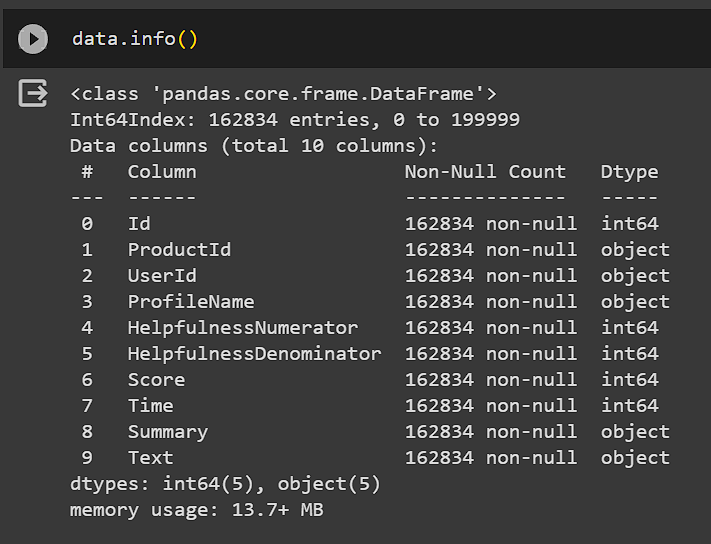 data.info()
<class 'pandas.core.frame.DataFrame'>
Int64Index: 162834 entries, 0 to 199999
Data columns (total 10 columns):
 #   Column                  Non-Null Count   Dtype
---  ------                  --------------   -----
 0   Id                      162834 non-null  int64
 1   ProductId               162834 non-null  object
 2   UserId                  162834 non-null  object
 3   ProfileName             162834 non-null  object
 4   HelpfulnessNumerator    162834 non-null  int64
 5   HelpfulnessDenominator  162834 non-null  int64
 6   Score                   162834 non-null  int64
 7   Time                    162834 non-null  int64
 8   Summary                 162834 non-null  object
 9   Text                    162834 non-null  object
dtypes: int64(5), object(5)
memory usage: 13.7+ MB